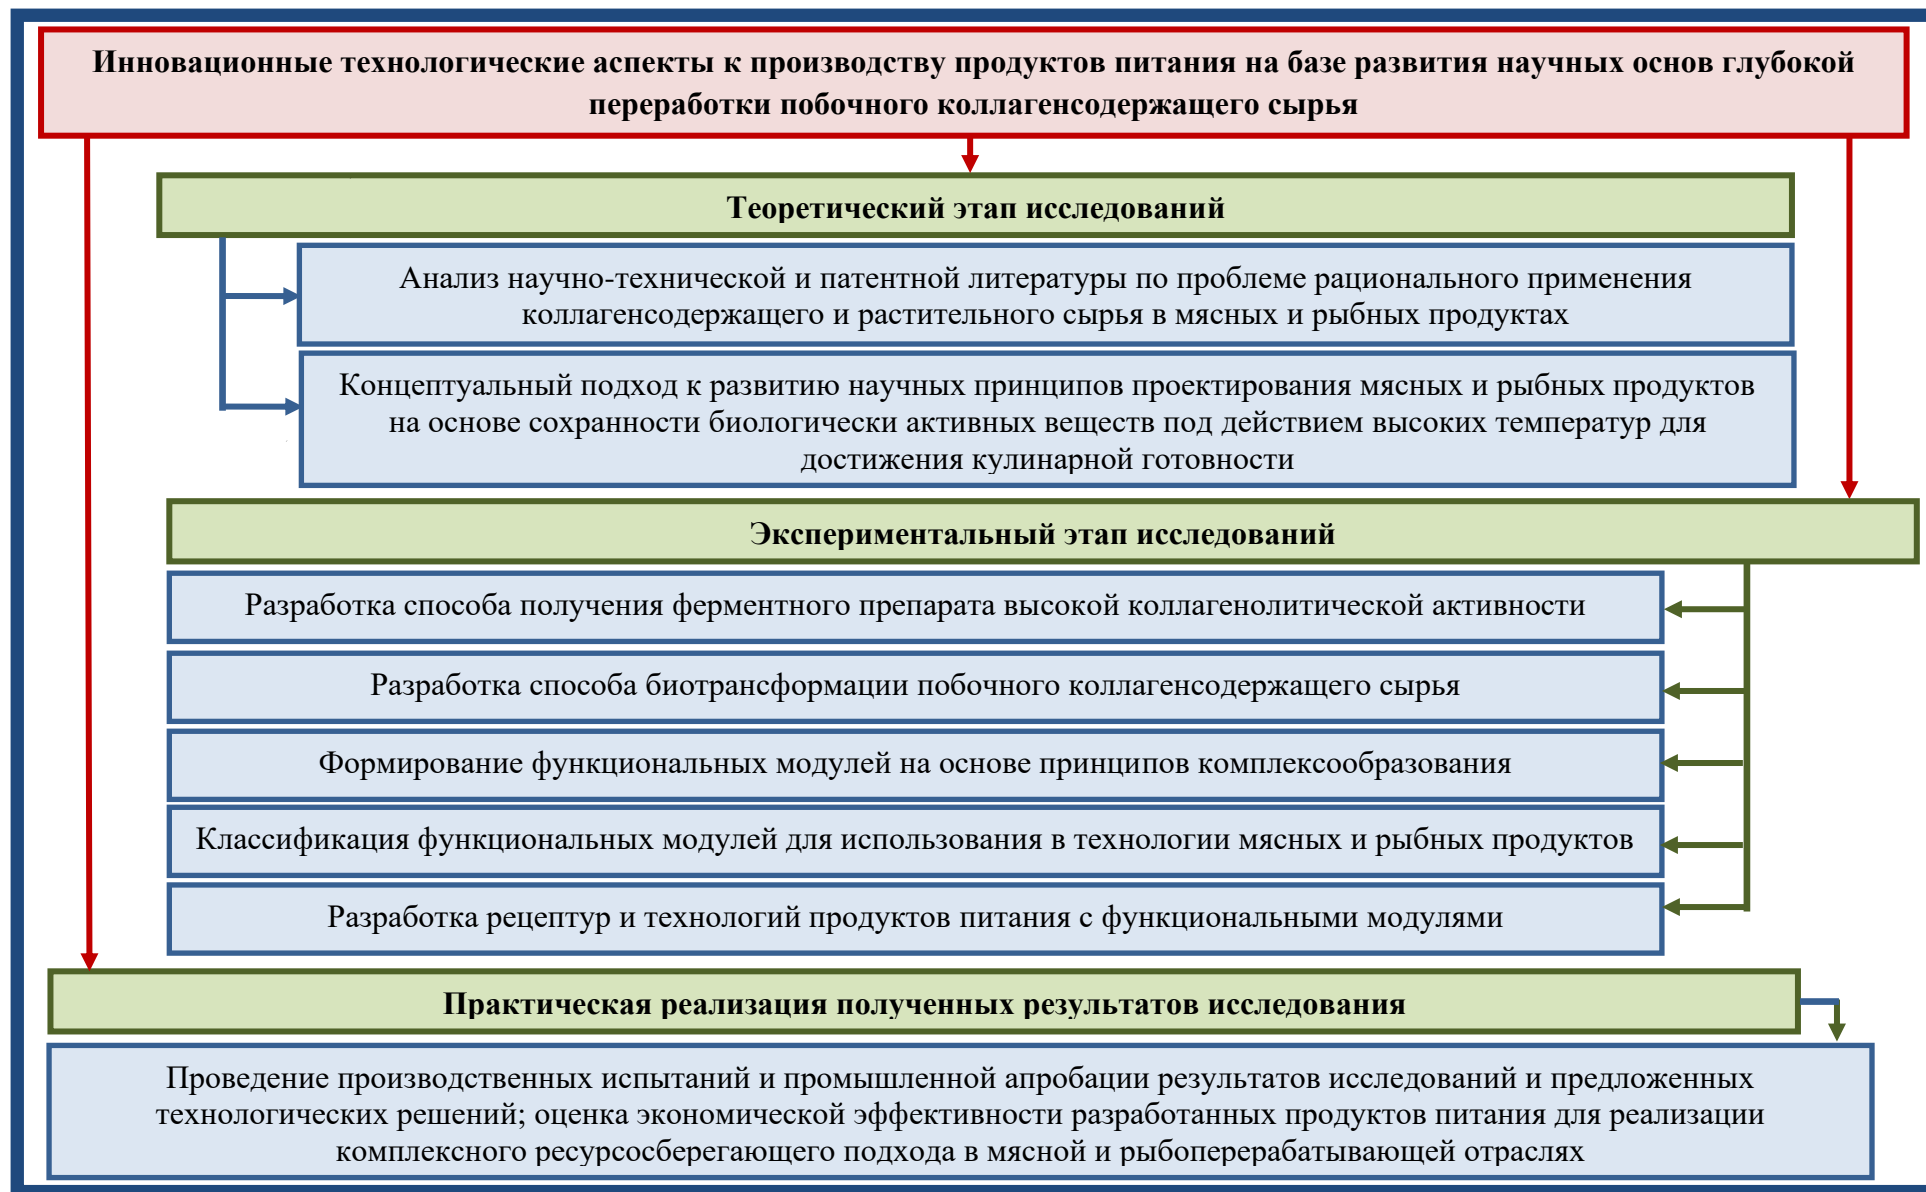 Инновационные технологические аспекты к производству продуктов питания на базе развития научных основ глубокой
переработки побочного коллагенсодержащего сырья
Теоретический этап исследований
Анализ научно-технической и патентной литературы по проблеме рационального применения
коллагенсодержащего и растительного сырья в мясных и рыбных продуктах
Концептуальный подход к развитию научных принципов проектирования мясных и рыбных продуктов
на основе сохранности биологически активных веществ под действием высоких температур для
достижения кулинарной готовности
Экспериментальный этап исследований
Разработка способа получения ферментного препарата высокой коллагенолитической активности
Разработка способа биотрансформации побочного коллагенсодержащего сырья
Формирование функциональных модулей на основе принципов комплексообразования
Классификация функциональных модулей для использования в технологии мясных и рыбных продуктов
Разработка рецептур и технологий продуктов питания с функциональными модулями
Практическая реализация полученных результатов исследования
Проведение производственных испытаний и промышленной апробации результатов исследований и предложенных
технологических решений; оценка экономической эффективности разработанных продуктов питания для реализации
комплексного ресурсосберегающего подхода в мясной и рыбоперерабатывающей отраслях